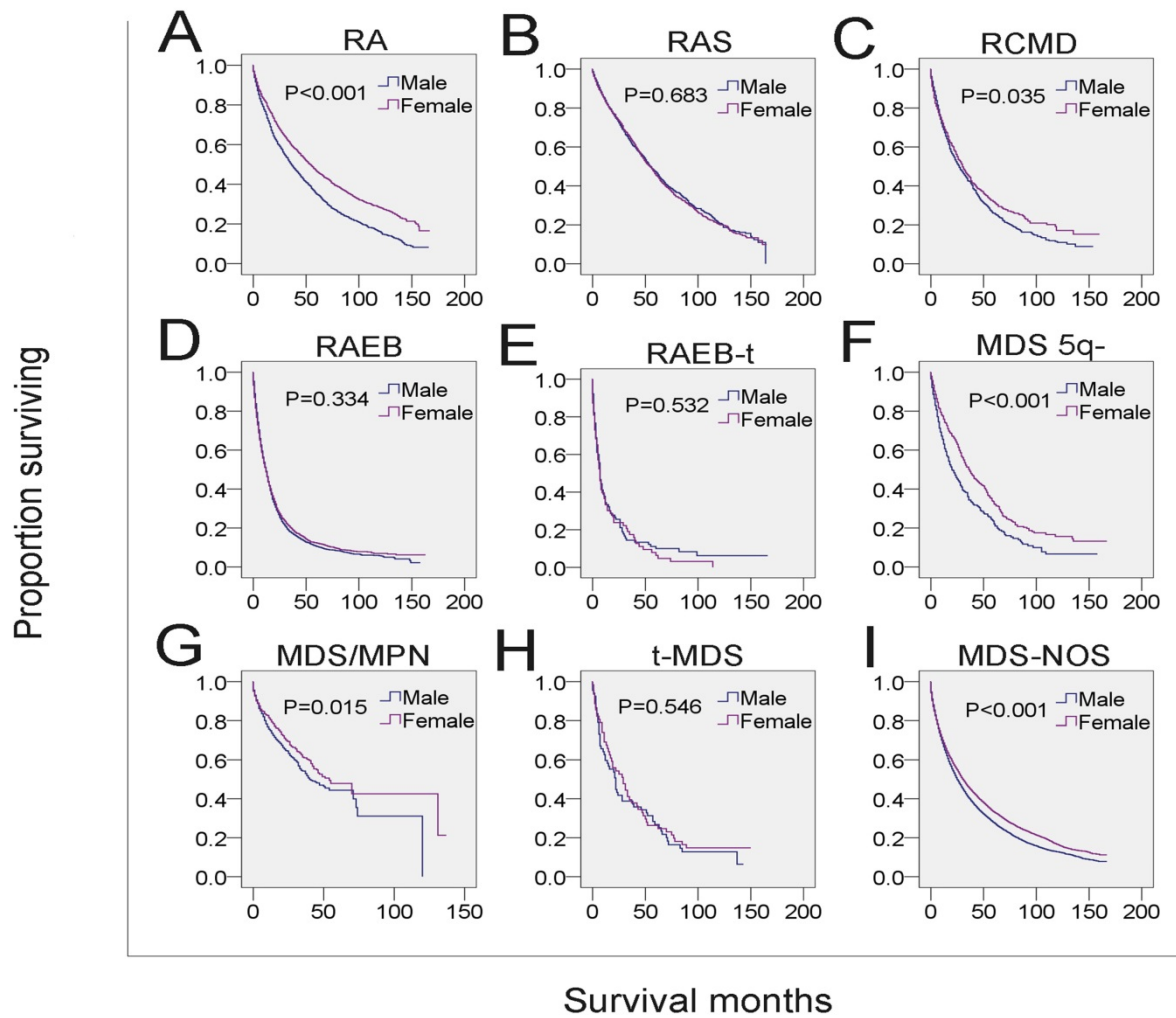 Proportion surviving
A
RA
P<0.001
Male
Female
1.0
0.8
0.6
0.4
0.2
0.0
0 50 100 150 200
B
RAS
P=0.683
Male
Female
1.0
0.8
0.6
0.4
0.2
0.0
0 50 100 150 200
C
RCMD
P=0.035
Male
Female
1.0
0.8
0.6
0.4
0.2
0.0
0 50 100 150 200
D
RAEB
P=0.334
Male
Female
1.0
0.8
0.6
0.4
0.2
0.0
0 50 100 150 200
E
RAEB-t
P=0.532
Male
Female
1.0
0.8
0.6
0.4
0.2
0.0
0 50 100 150 200
F
MDS 5q-
P<0.001
Male
Female
1.0
0.8
0.6
0.4
0.2
0.0
0 50 100 150 200
G
MDS/MPN
P=0.015
Male
Female
1.0
0.8
0.6
0.4
0.2
0.0
0 50 100 150
H
t-MDS
P=0.546
Male
Female
1.0
0.8
0.6
0.4
0.2
0.0
0 50 100 150 200
I
MDS-NOS
P<0.001
Male
Female
1.0
0.8
0.6
0.4
0.2
0.0
0 50 100 150 200
Survival months